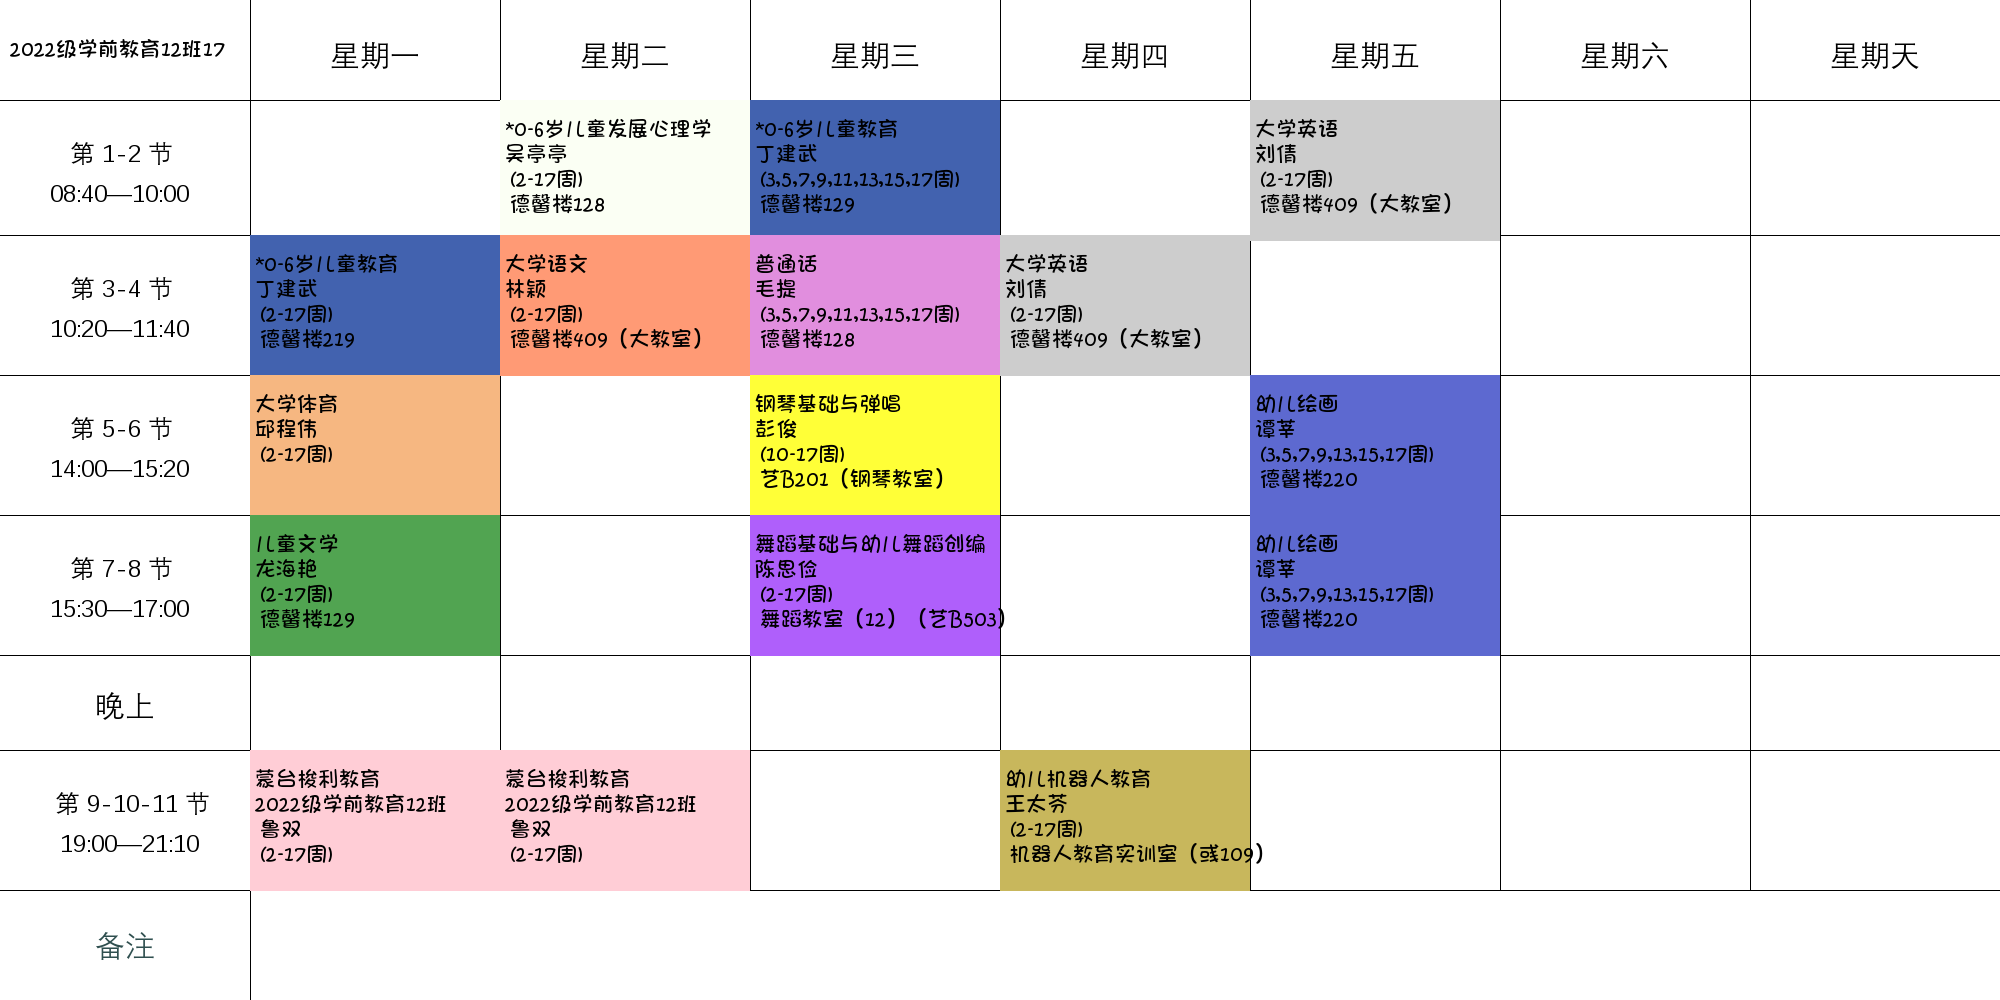 2022级学前教育12班17
星期一
星期二
星期三
星期四
星期五
星期六
星期天
第 1-2 节
08:40—10:00
*0-6岁儿童发展心理学
吴亭亭
(2-17周)
德馨楼128
*0-6岁儿童教育
丁建武
(3,5,7,9,11,13,15,17周)
德馨楼129
大学英语
刘倩
(2-17周)
德馨楼409（大教室）
第 3-4 节
10:20—11:40
*0-6岁儿童教育
丁建武
(2-17周)
德馨楼219
大学语文
林颖
(2-17周)
德馨楼409（大教室）
普通话
毛提
(3,5,7,9,11,13,15,17周)
德馨楼128
大学英语
刘倩
(2-17周)
德馨楼409（大教室）
第 5-6 节
14:00—15:20
大学体育
邱程伟
(2-17周)
钢琴基础与弹唱
彭俊
(10-17周)
艺B201（钢琴教室）
幼儿绘画
谭莘
(3,5,7,9,13,15,17周)
德馨楼220
第 7-8 节
15:30—17:00
儿童文学
龙海艳
(2-17周)
德馨楼129
舞蹈基础与幼儿舞蹈创编
陈思俭
(2-17周)
舞蹈教室（12）（艺B503）
幼儿绘画
谭莘
(3,5,7,9,13,15,17周)
德馨楼220
晚上
第 9-10-11 节
19:00—21:10
蒙台梭利教育
2022级学前教育12班
鲁双
(2-17周)
蒙台梭利教育
2022级学前教育12班
鲁双
(2-17周)
幼儿机器人教育
王太芬
(2-17周)
机器人教育实训室（或109）
备注